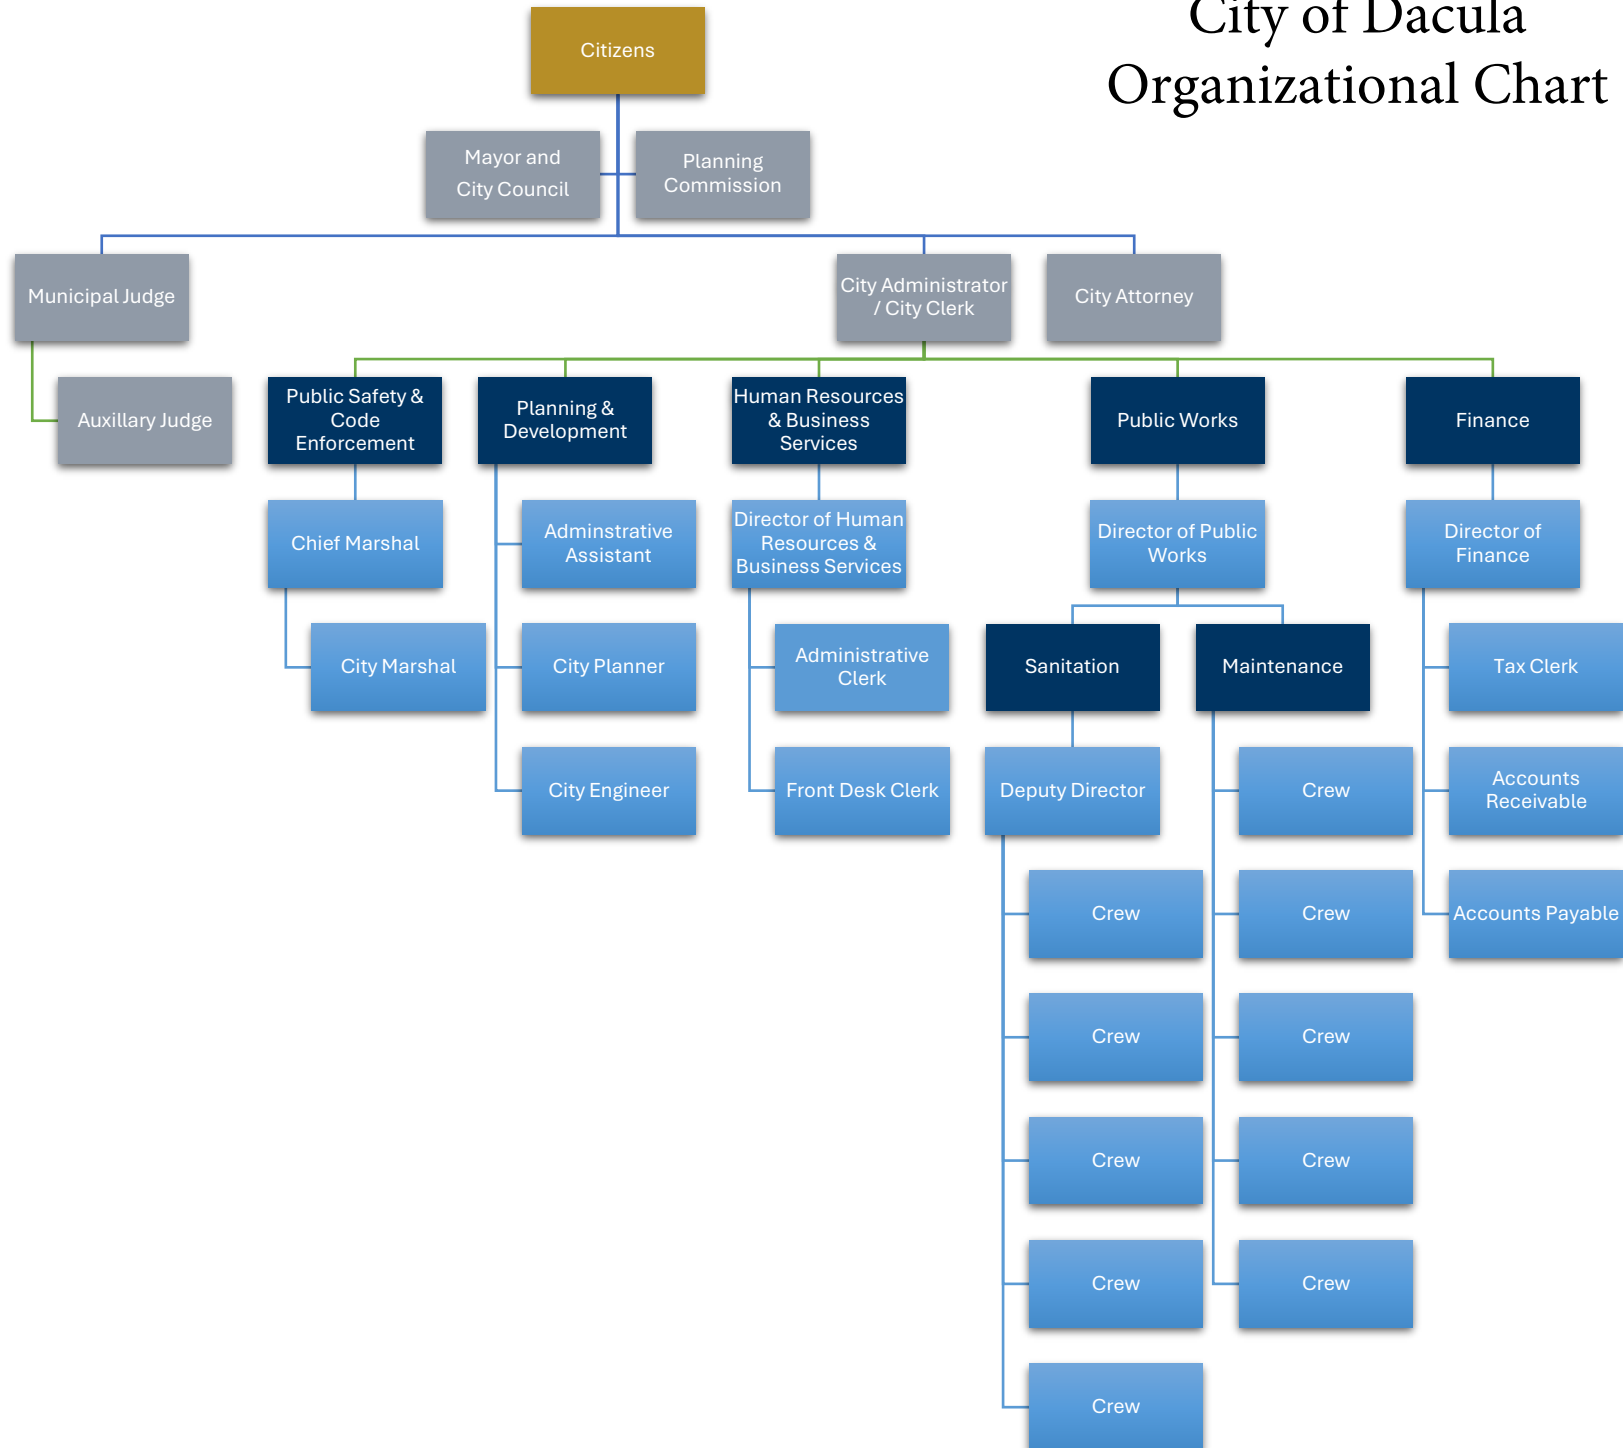 City of Dacula
Organizational Chart
Citizens
Mayor and
City Council
Planning
Commission
Municipal Judge
City Administrator
/ City Clerk
City Attorney
Auxillary Judge
Public Safety &
Code
Enforcement
Planning &
Development
Human Resources
& Business
Services
Public Works
Finance
Chief Marshal
Adminstrative
Assistant
Director of Human
Resources &
Business Services
Director of Public
Works
Director of
Finance
City Marshal
City Planner
Administrative
Clerk
Sanitation
Maintenance
Tax Clerk
City Engineer
Front Desk Clerk
Deputy Director
Crew
Accounts
Receivable
Crew
Crew
Accounts Payable
Crew
Crew
Crew
Crew
Crew
Crew
Crew